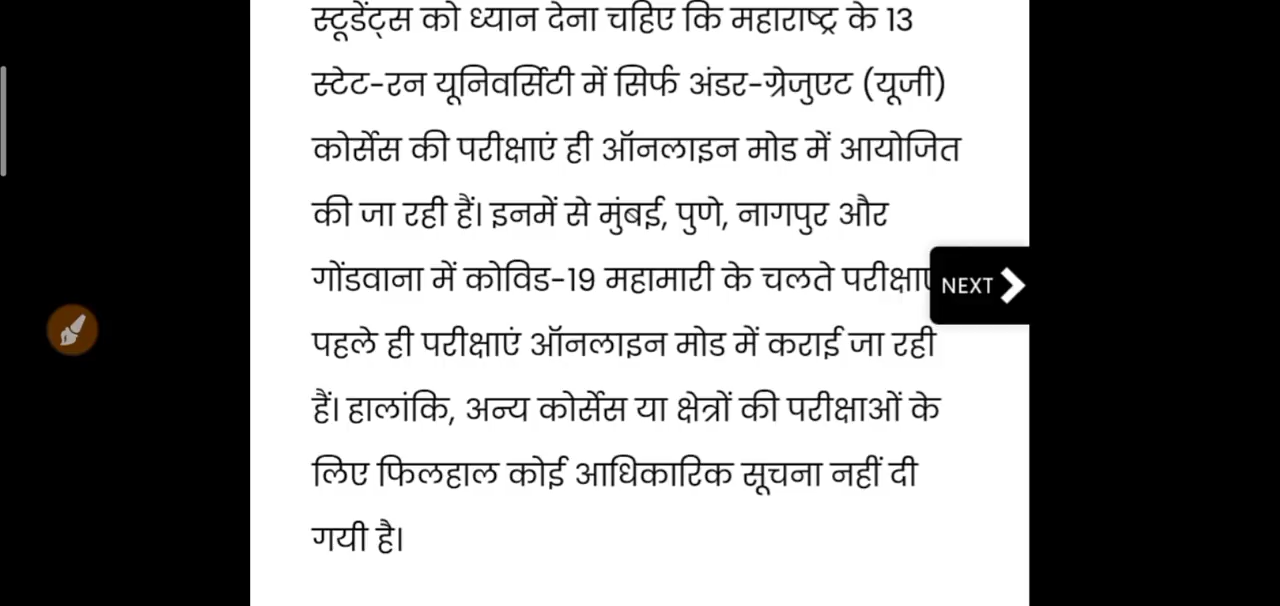 स्टूडेंट्स को ध्यान देना चहिए कि महाराष्ट्र के 13
स्टेट-रन यूनिवर्सिटी में सिर्फ अंडर-ग्रेजुएट (यूजी)
कोर्सेस की परीक्षाएं ही ऑनलाइन मोड में आयोजित
की जा रही हैं। इनमें से मुंबई, पुणे, नागपुर और
गोंडवाना में कोविड-19 महामारी के चलते
NEXT
पहले ही परीक्षाएं ऑनलाइन मोड में कराई जा रही
हैं। हालांकि, अन्य कोर्सेस या क्षेत्रों की परीक्षाओं के
लिए फिलहाल कोई आधिकारिक सूचना नहीं दी
गयी है।